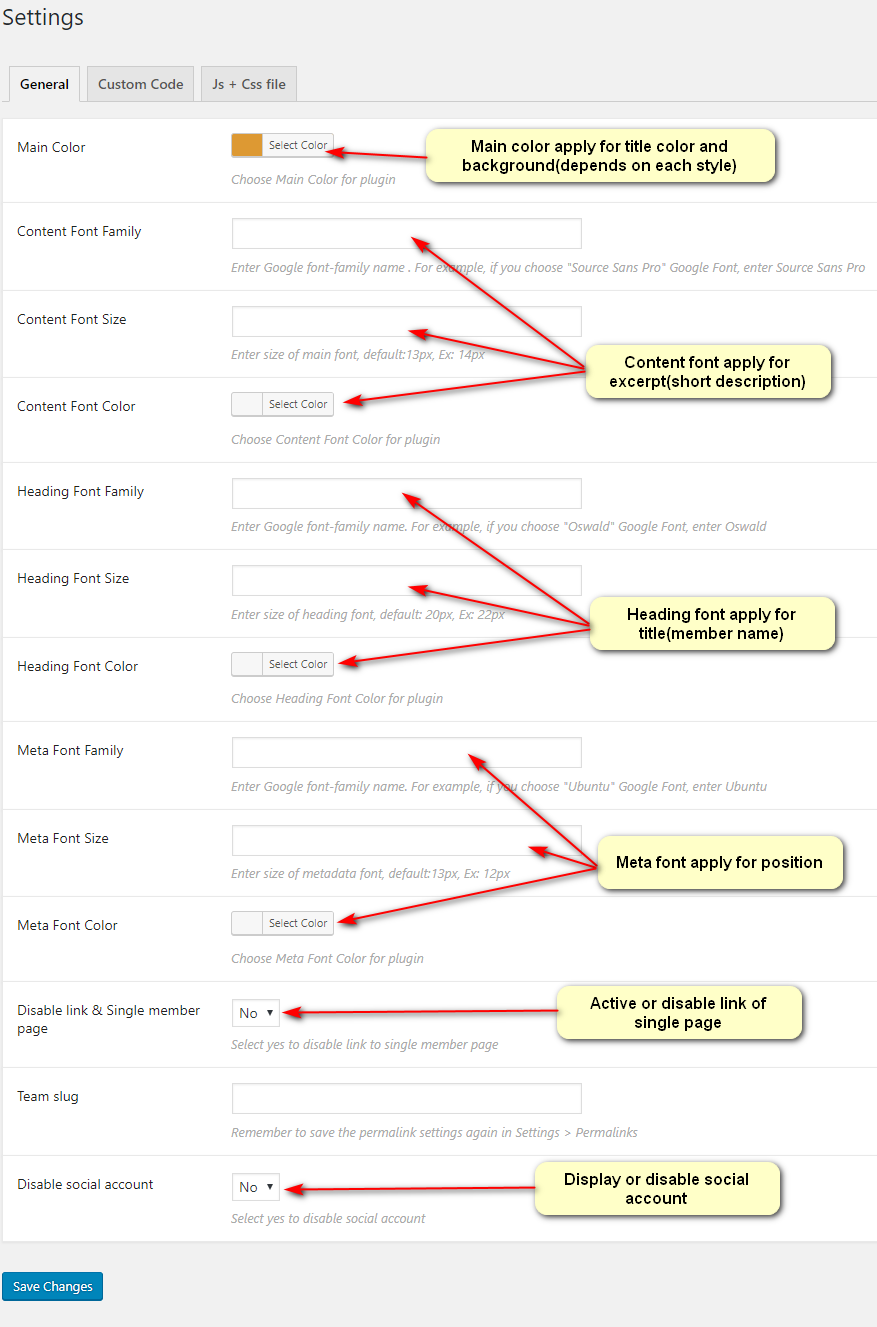 Settings
General
Custom Code
Js + Css file
Main Color
Select Color
Main color apply for title color and
background(depends on each style)
Choose Main Color for plugin
Content Font Family
Enter Google font-family name . For example, if you choose "Source Sans Pro" Google Font, enter Source Sans Pro
Content Font Size
Enter size of main font, default:13px, Ex: 14px
Content font apply for
excerpt(short description)
Content Font Color
Select Color
Choose Content Font Color for plugin
Heading Font Family
Enter Google font-family name. For example, if you choose "Oswald" Google Font, enter Oswald
Heading Font Size
Enter size of heading font, default: 20px, Ex: 22px
Heading font apply for
title(member name)
Heading Font Color
Select Color
Choose Heading Font Color for plugin
Meta Font Family
Enter Google font-family name. For example, if you choose "Ubuntu" Google Font, enter Ubuntu
Meta Font Size
Enter size of metadata font, default:13px, Ex: 12px
Meta font apply for position
Meta Font Color
Select Color
Choose Meta Font Color for plugin
Disable link & Single member
page
No
Active or disable link of
single page
Select yes to disable link to single member page
Team slug
Remember to save the permalink settings again in Settings > Permalinks
Disable social account
No
Display or disable social
account
Select yes to disable social account
Save Changes